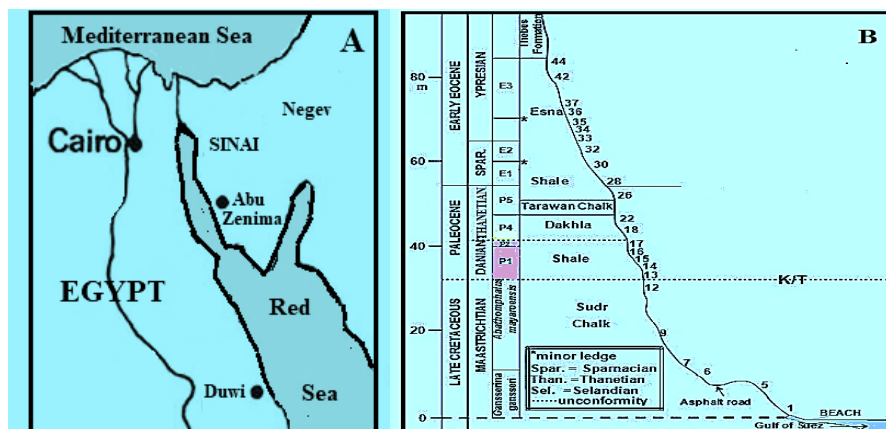 Mediterranean Sea
A
Negev
Cairo
SINAI
Abu
Zenima
EGYPT
Red
Sea
Duwi
B
80
m
60
40
20
0
EARLY EOCENE
PALEOCENE
LATE CRETACEOUS
YPRESIAN
SPAR.
THANETIAN
DANIAN
MAASTRICHTIAN
E3
E2
E1
P5
P4
P2
P1
Abathomphalus
mayaroensis
Gansserina
gansseri
Thebes
Formation
Esna
Shale
Tarawan Chalk
Dakhla
Shale
Sudr
Chalk
44
42
37
36
35
34
33
32
30
28
26
22
18
17
16
15
14
13
12
9
7
6
5
1
K/T
*minor ledge
Spar. = Sparnacian
Than. =Thanetian
Sel. = Selandian
------unconformity
Asphalt road
BEACH
Gulf of Suez